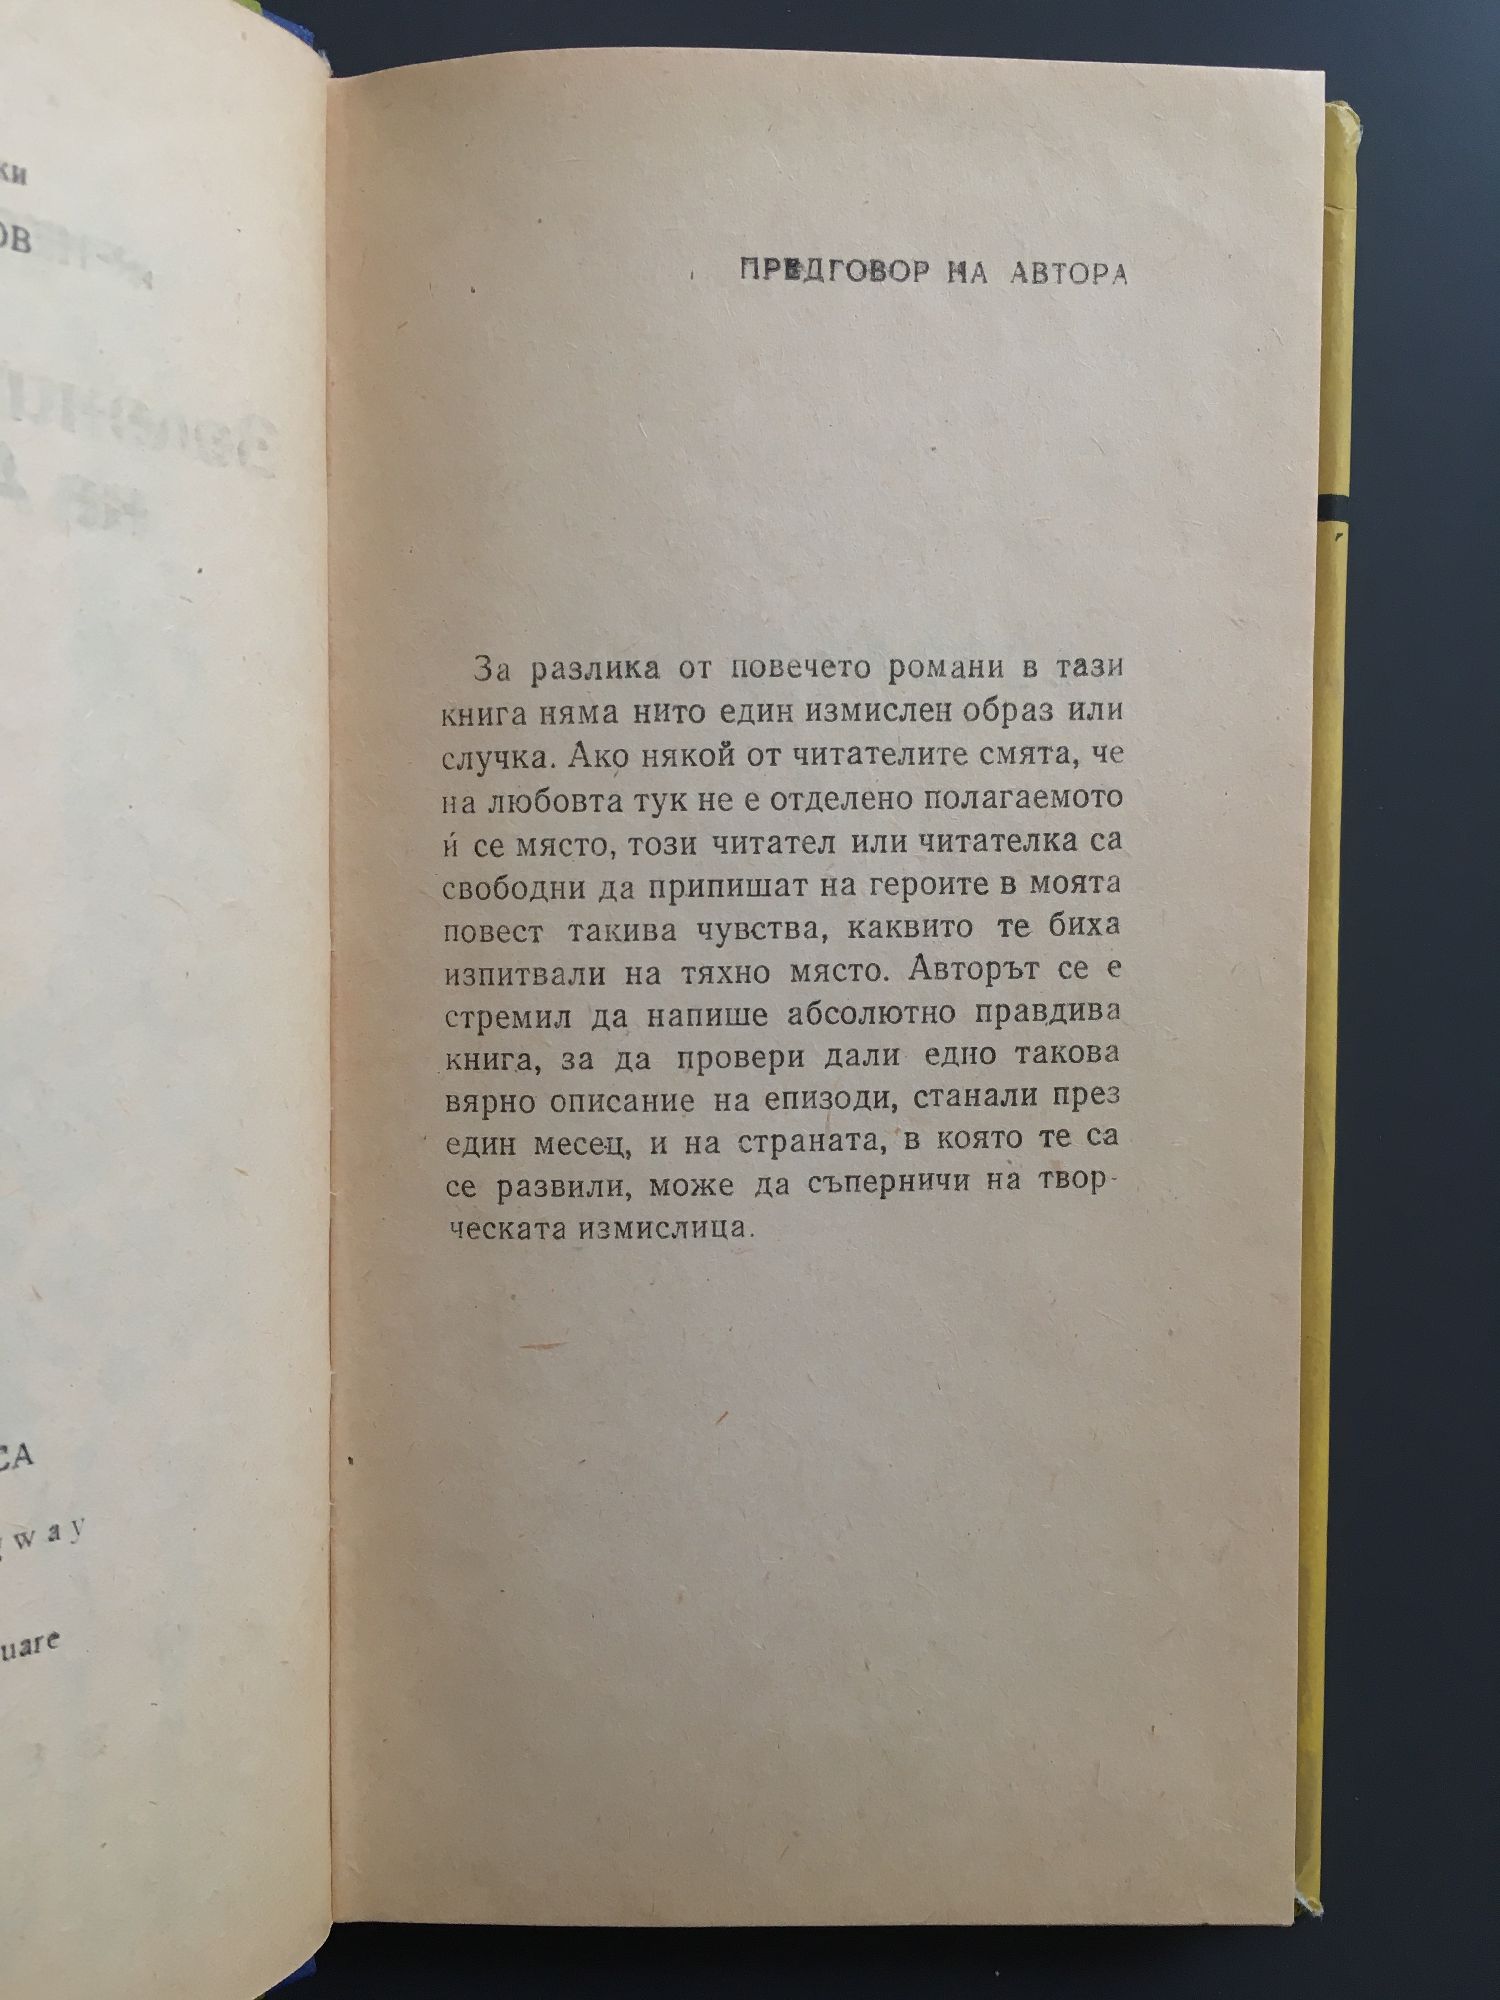 ки
ОВ
СА
gway
uare
ПРЕДГОВОР НА АВТОРА
За разлика от повечето романи в тази
книга няма нито един измислен образ или
случка. Ако някой от читателите смята, че
на любовта тук не е отделено полагаемото
ѝ се място, този читател или читателка са
свободни да припишат на героите в моята
повест такива чувства, каквито те биха
изпитвали на тяхно място. Авторът се е
стремил да напише абсолютно правдива
книга, за да провери дали едно такова
вярно описание на епизоди, станали през
един месец, и на страната, в която те са
се развили, може да съперничи на твор-
ческата измислица.